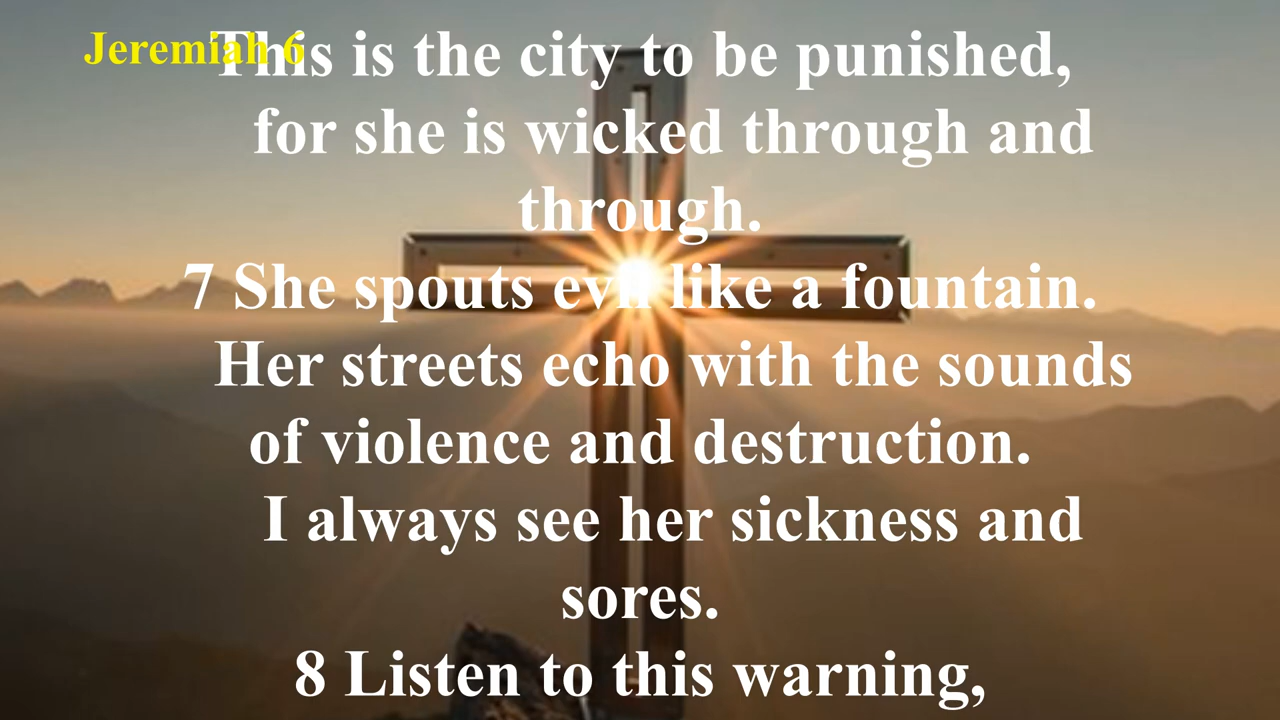 Jeremiah 6
This is the city to be punished,
for she is wicked through and
through.
7 She spouts evil like a fountain.
Her streets echo with the sounds
of violence and destruction.
I always see her sickness and
sores.
8 Listen to this warning,